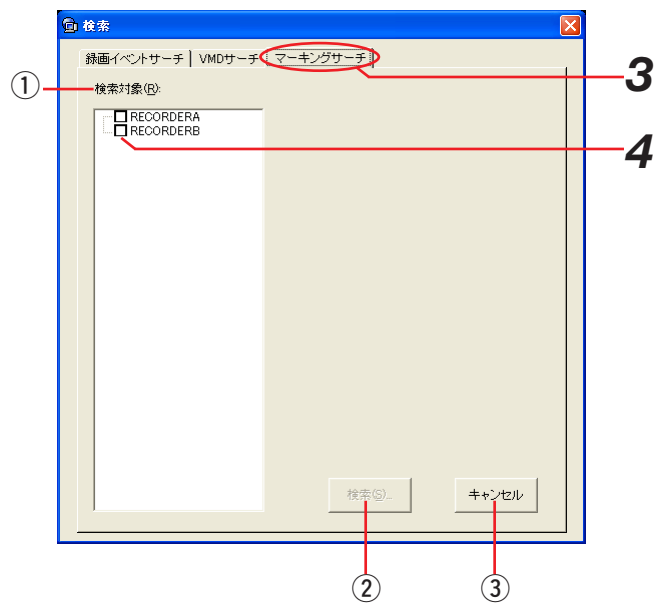 検索
録画イベントサーチ VMDサーチ マーキングサーチ
3
① 検索対象(R):
RECORDERA
RECORDERB
4
検索(S)... キャンセル
② ③